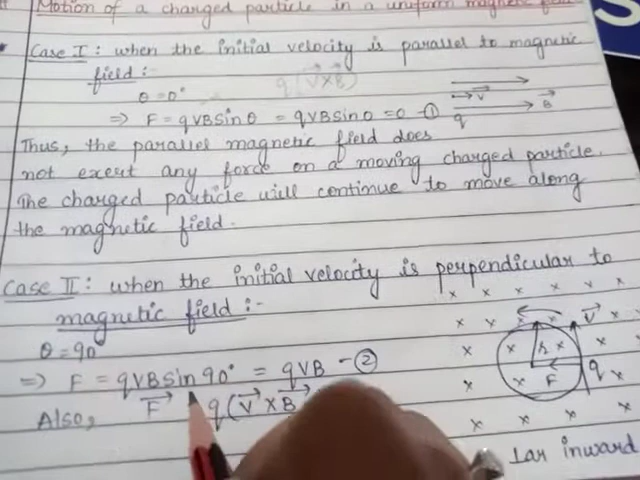 Motion of a charged particle in a uniform magnetic
Case I : when the initial velocity is parallel to magnetic
field :-
q(V⃗×B⃗)
θ=0°
⇒ F = qVBsinθ = qVBsin0 = 0 -①
V⃗
q B⃗
Thus, the parallel magnetic field does
not exert any force on a moving charged particle.
The charged particle will continue to move along
the magnetic field.
Case II : when the initial velocity is perpendicular to
magnetic field :-
θ=90°
⇒ F = qVBsin90° = qVB -②
Also, F⃗ q(V⃗×B⃗
x x x x x x
x x x x V⃗ x
x x r x x
x x F q x
x x x x
⊥ar inward